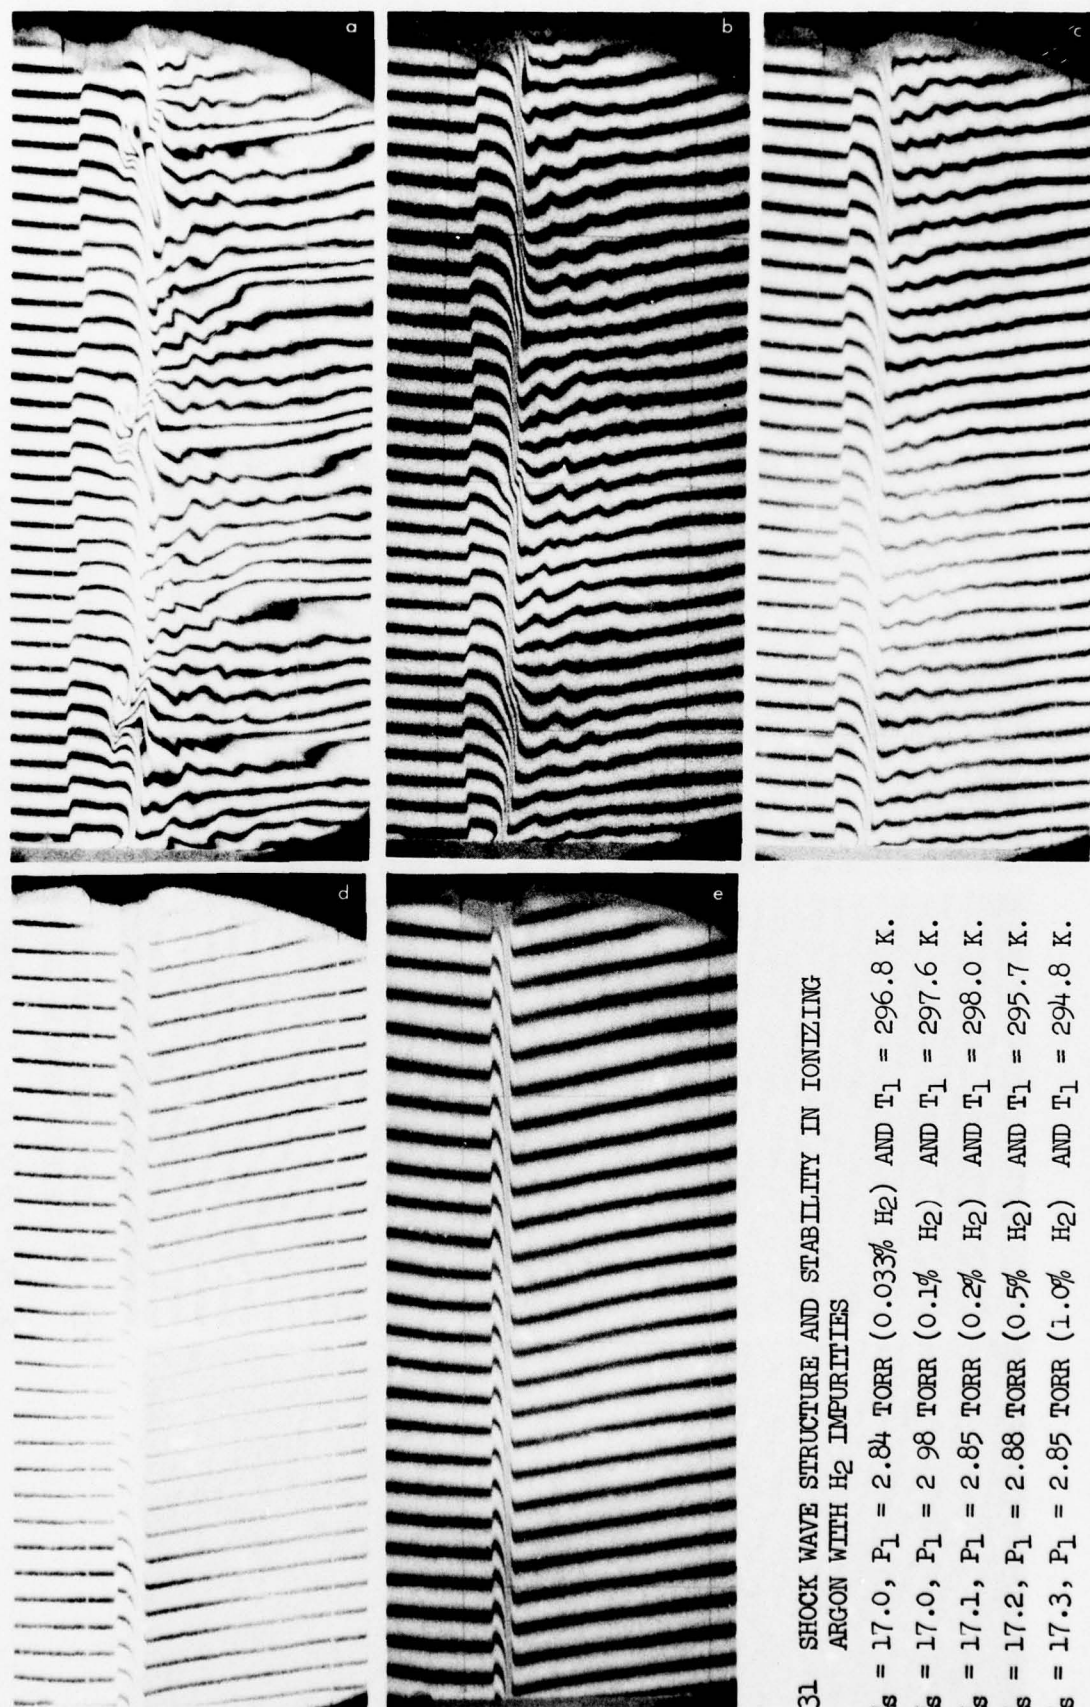 a
b
c
d
e
31 SHOCK WAVE STRUCTURE AND STABILITY IN IONIZING
ARGON WITH H2 IMPURITIES
s = 17.0, P1 = 2.84 TORR (0.033% H2) AND T1 = 296.8 K.
s = 17.0, P1 = 2 98 TORR (0.1% H2) AND T1 = 297.6 K.
s = 17.1, P1 = 2.85 TORR (0.2% H2) AND T1 = 298.0 K.
s = 17.2, P1 = 2.88 TORR (0.5% H2) AND T1 = 295.7 K.
s = 17.3, P1 = 2.85 TORR (1.0% H2) AND T1 = 294.8 K.